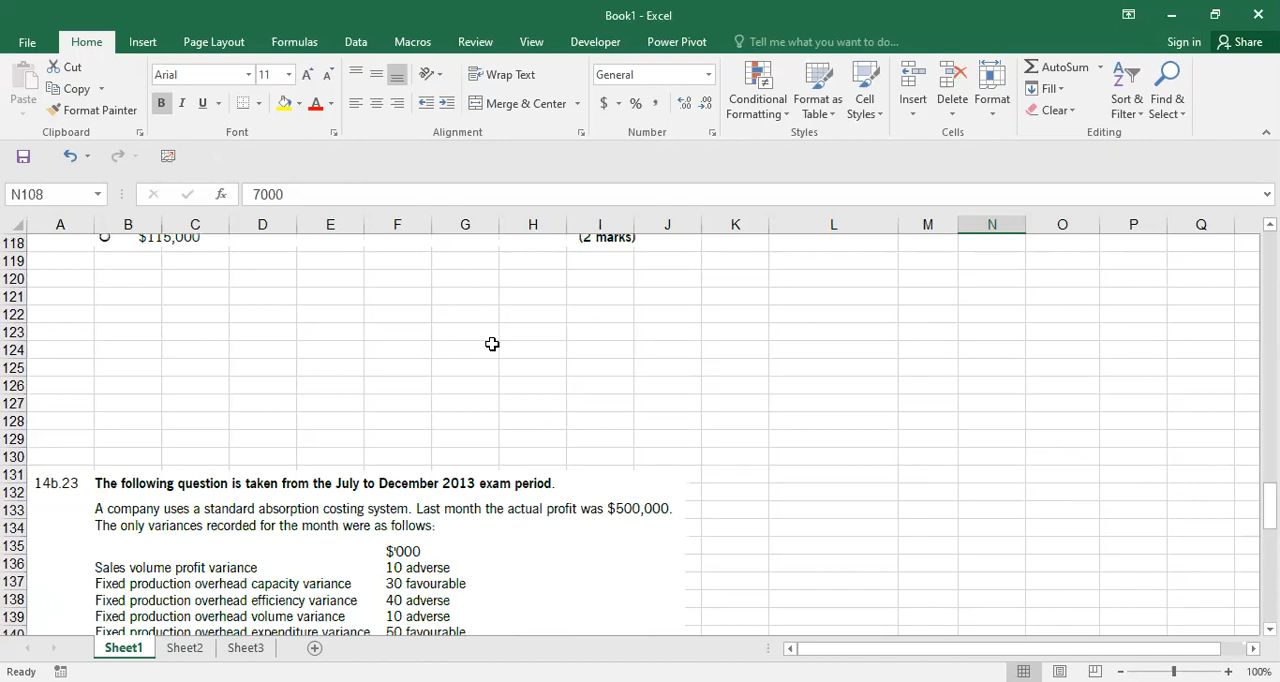 Book1 - Excel
File Home Insert Page Layout Formulas Data Macros Review View Developer Power Pivot Tell me what you want to do... Sign in Share
Paste Cut Copy Format Painter Clipboard
Arial 11 B I U A Font
Wrap Text Merge & Center Alignment
General $ % , Number
Conditional Formatting Format as Table Cell Styles Styles
Insert Delete Format Cells
AutoSum Fill Clear Sort & Filter Find & Select Editing
N108 fx 7000
A B C D E F G H I J K L M N O P Q
118 C $115,000 (2 marks)
119
120
121
122
123
124
125
126
127
128
129
130
131
14b.23 The following question is taken from the July to December 2013 exam period.
132
133 A company uses a standard absorption costing system. Last month the actual profit was $500,000.
134 The only variances recorded for the month were as follows:
135 $'000
136 Sales volume profit variance 10 adverse
137 Fixed production overhead capacity variance 30 favourable
138 Fixed production overhead efficiency variance 40 adverse
139 Fixed production overhead volume variance 10 adverse
140 Fixed production overhead expenditure variance 50 favourable
Sheet1 Sheet2 Sheet3
Ready 100%